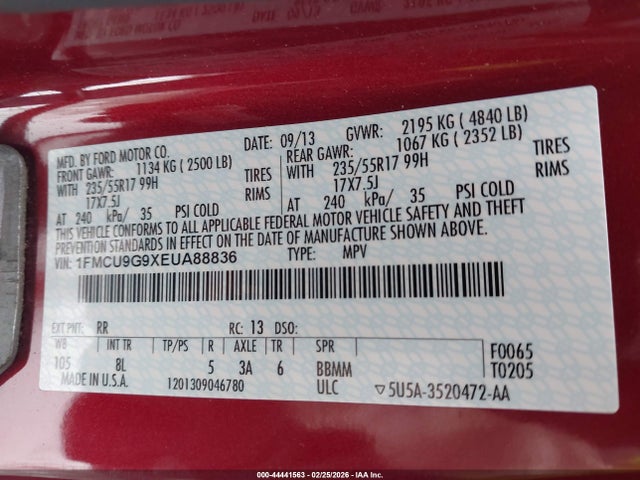 MFD. BY FORD MOTOR CO.
DATE: 09/13 GVWR: 2195 KG ( 4840 LB)
FRONT GAWR: 1134 KG ( 2500 LB) REAR GAWR: 1067 KG ( 2352 LB)
WITH 235/55R17 99H TIRES WITH 235/55R17 99H TIRES
17X7.5J RIMS 17X7.5J RIMS
AT 240 kPa/ 35 PSI COLD AT 240 kPa/ 35 PSI COLD
THIS VEHICLE CONFORMS TO ALL APPLICABLE FEDERAL MOTOR VEHICLE SAFETY AND THEFT
PREVENTION STANDARDS IN EFFECT ON THE DATE OF MANUFACTURE SHOWN ABOVE.
VIN: 1FMCU9G9XEUA88836 TYPE: MPV
EXT PNT: RR RC: 13 DSO:
WB INT TR TP/PS R AXLE TR SPR F0065
105 8L 5 3A 6 BBMM T0205
MADE IN U.S.A. 1201309046780 ULC 5U5A-3520472-AA
000-44441563 - 02/25/2026 - IAA Inc.